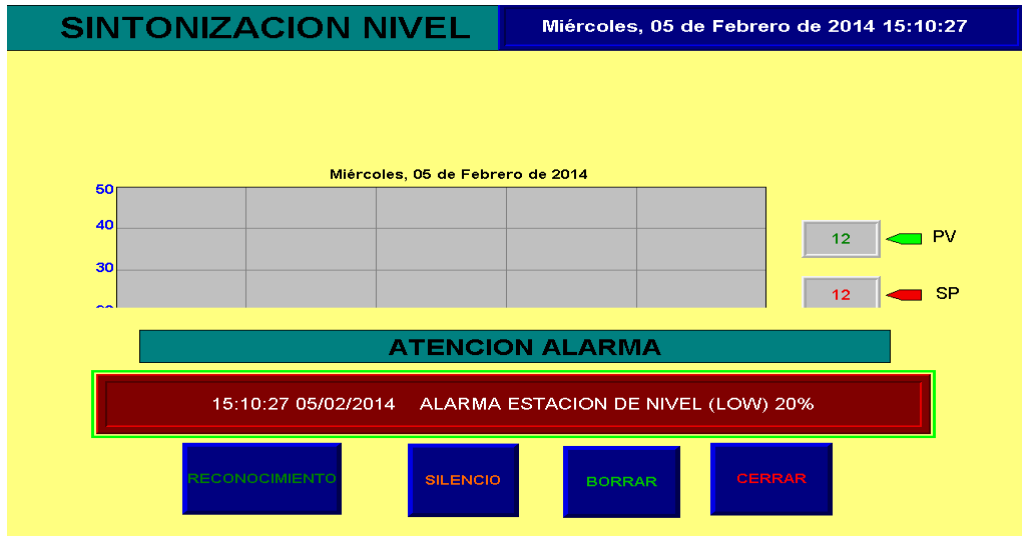 SINTONIZACION NIVEL
Miércoles, 05 de Febrero de 2014 15:10:27
Miércoles, 05 de Febrero de 2014
50
40
30
12 PV
12 SP
ATENCION ALARMA
15:10:27 05/02/2014 ALARMA ESTACION DE NIVEL (LOW) 20%
RECONOCIMIENTO
SILENCIO
BORRAR
CERRAR